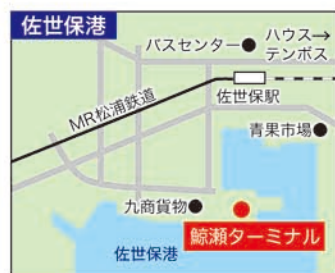 佐世保港
ハウス→
テンボス
バスセンター
MR松浦鉄道
佐世保駅
青果市場
九商貨物
鯨瀬ターミナル
佐世保港